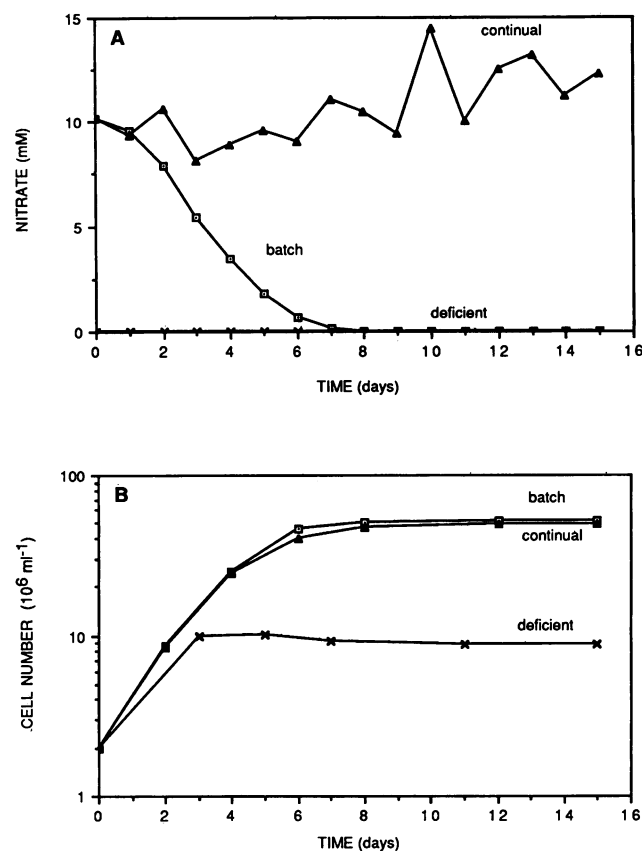 A
continual
15
10
5
0
NITRATE (mM)
batch
deficient
0 2 4 6 8 10 12 14 16
TIME (days)
B
100
10
1
.CELL NUMBER (10⁶ ml⁻¹)
batch
continual
deficient
0 2 4 6 8 10 12 14 16
TIME (days)